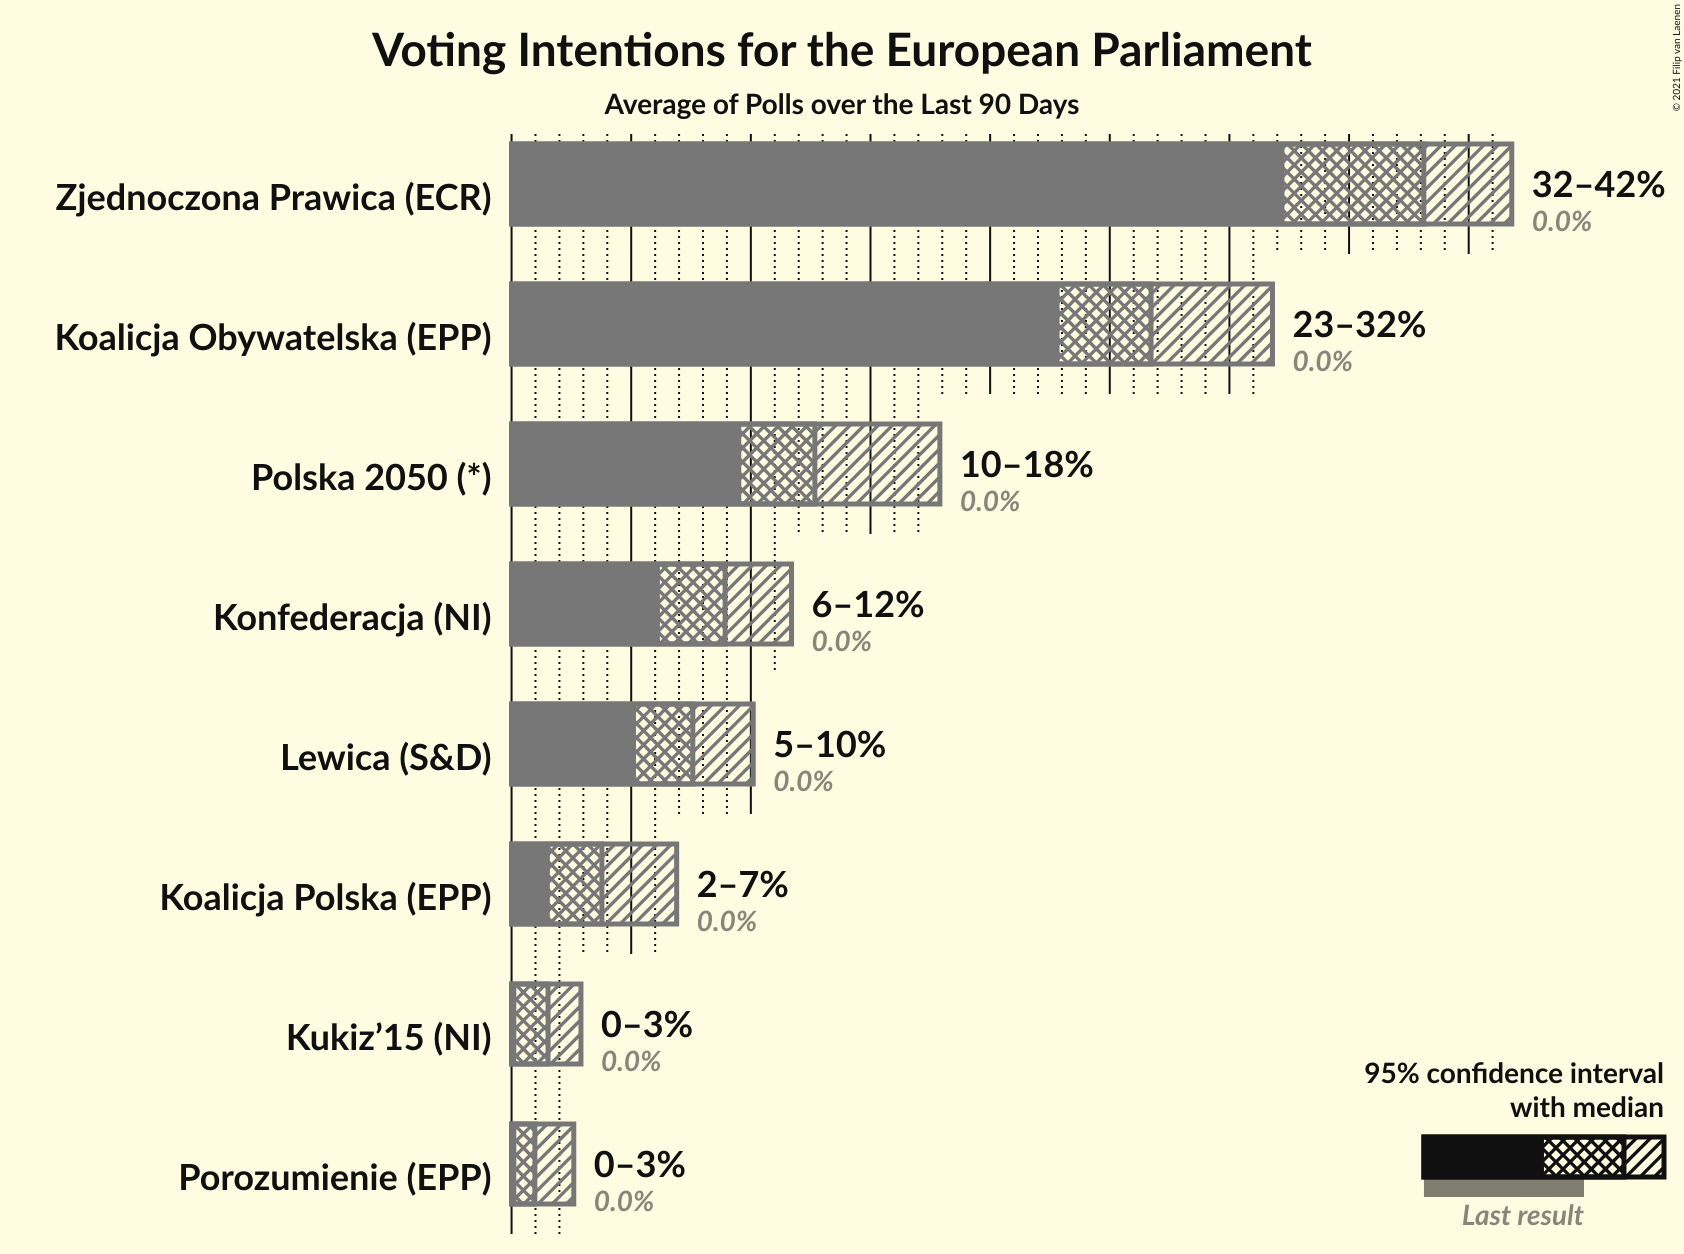 Voting Intentions for the European Parliament
Average of Polls over the Last 90 Days
© 2021 Filip van Laenen
Zjednoczona Prawica (ECR)
32–42%
0.0%
Koalicja Obywatelska (EPP)
23–32%
0.0%
Polska 2050 (*)
10–18%
0.0%
Konfederacja (NI)
6–12%
0.0%
Lewica (S&D)
5–10%
0.0%
Koalicja Polska (EPP)
2–7%
0.0%
Kukiz’15 (NI)
0–3%
0.0%
Porozumienie (EPP)
0–3%
0.0%
95% confidence interval
with median
Last result